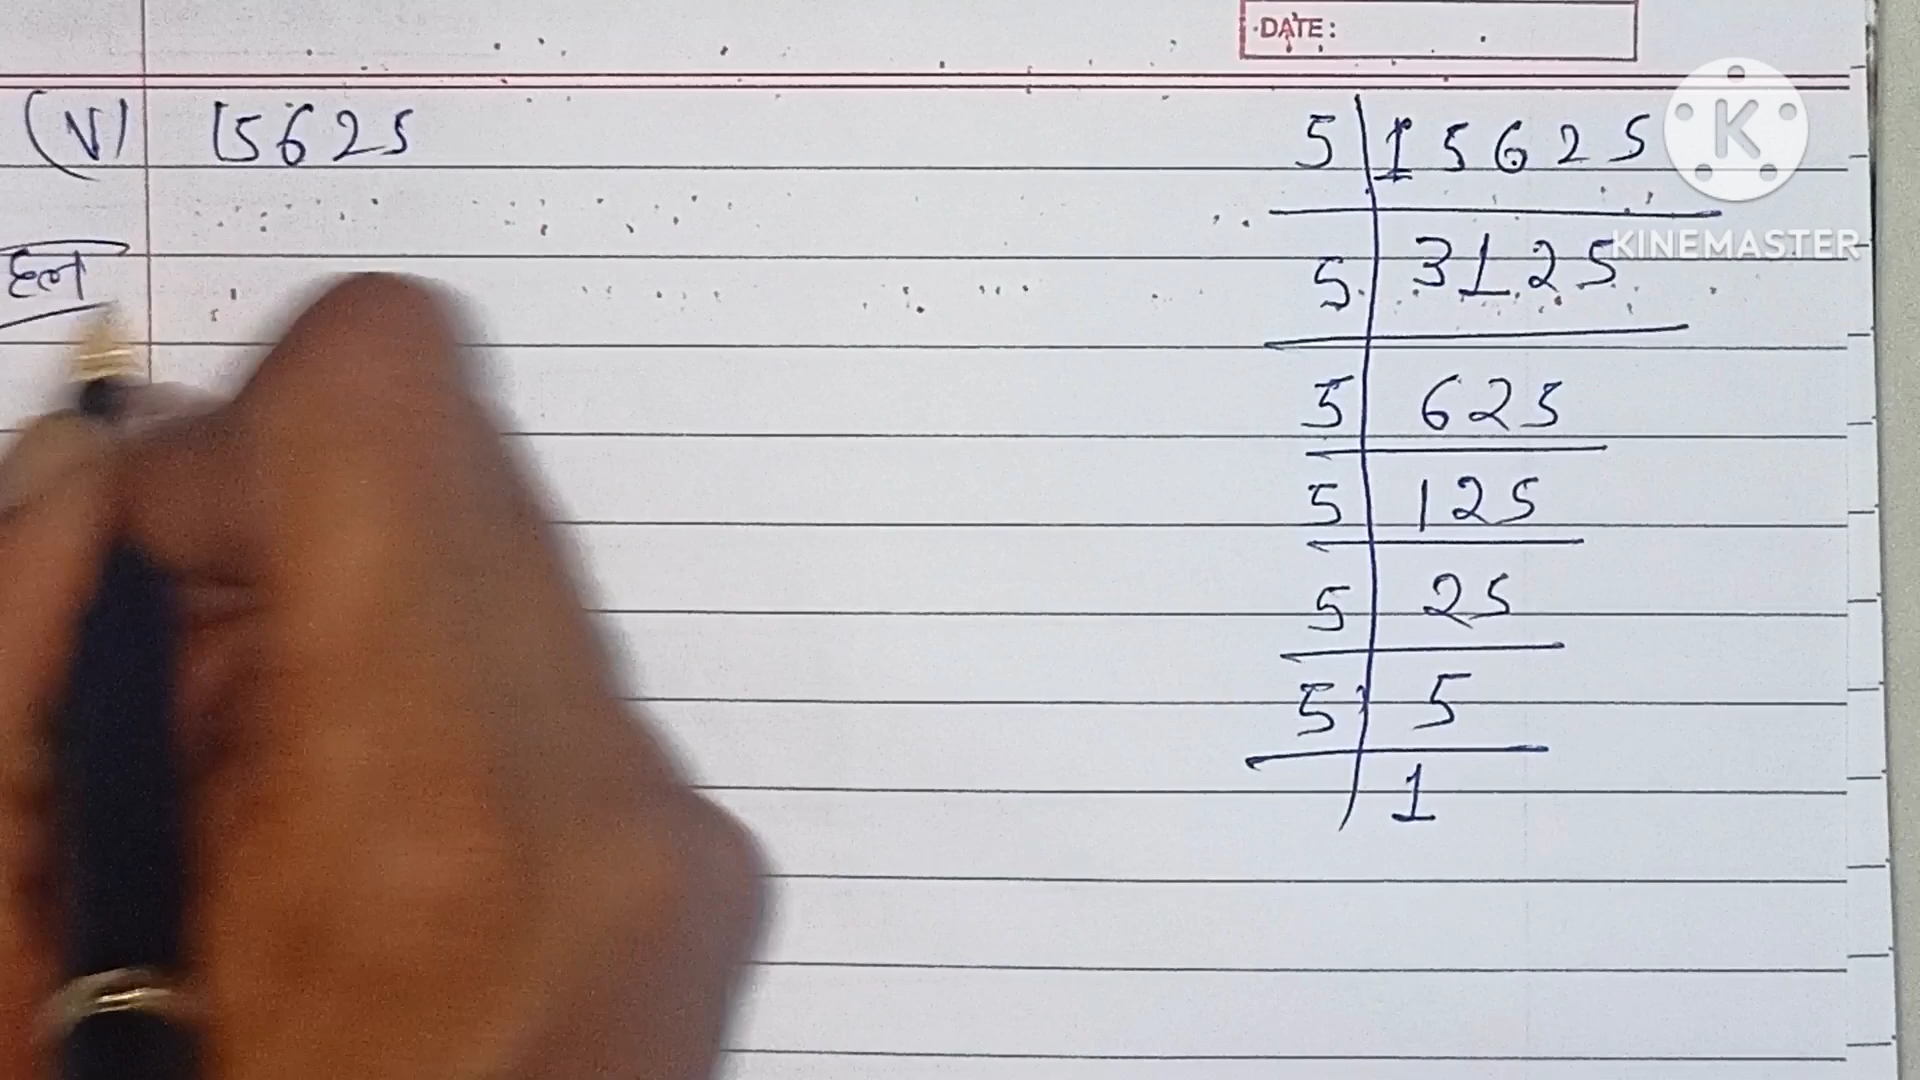 DATE:
(V) 15625
हल
5 | 15625
5 | 3125
5 | 625
5 | 125
5 | 25
5 | 5
1
K
KINEMASTER